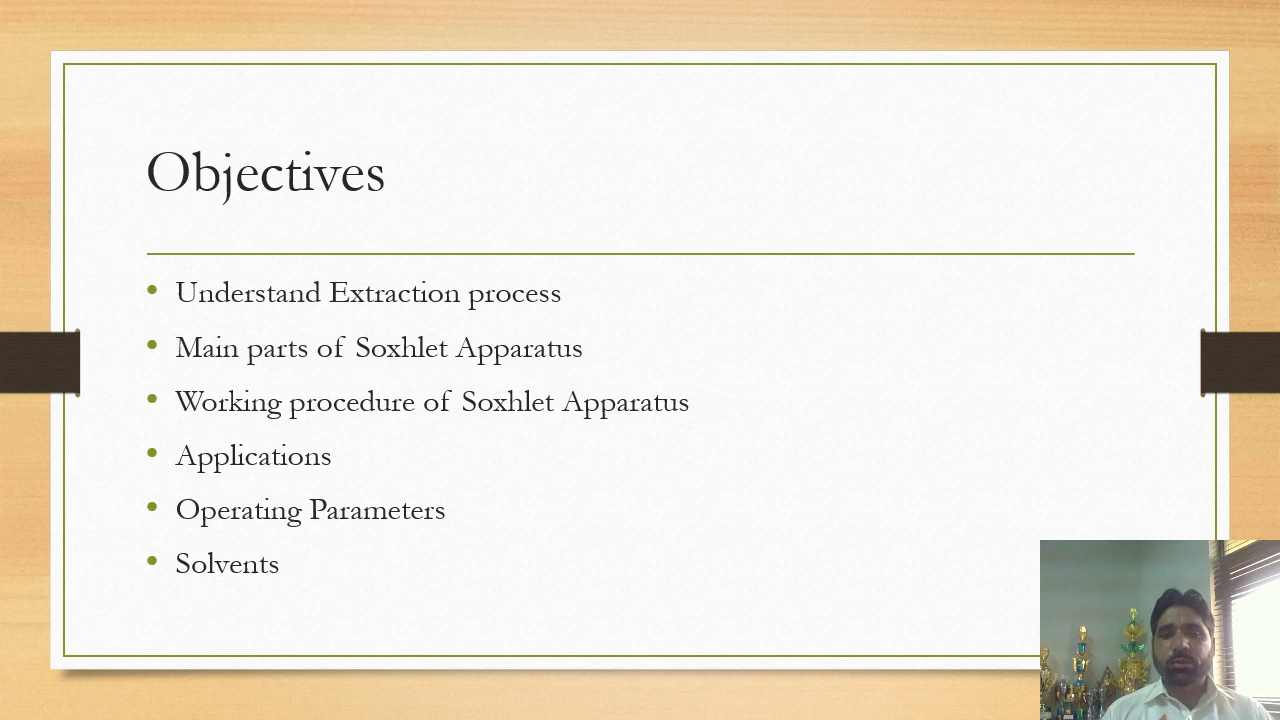 Objectives
Understand Extraction process
Main parts of Soxhlet Apparatus
Working procedure of Soxhlet Apparatus
Applications
Operating Parameters
Solvents